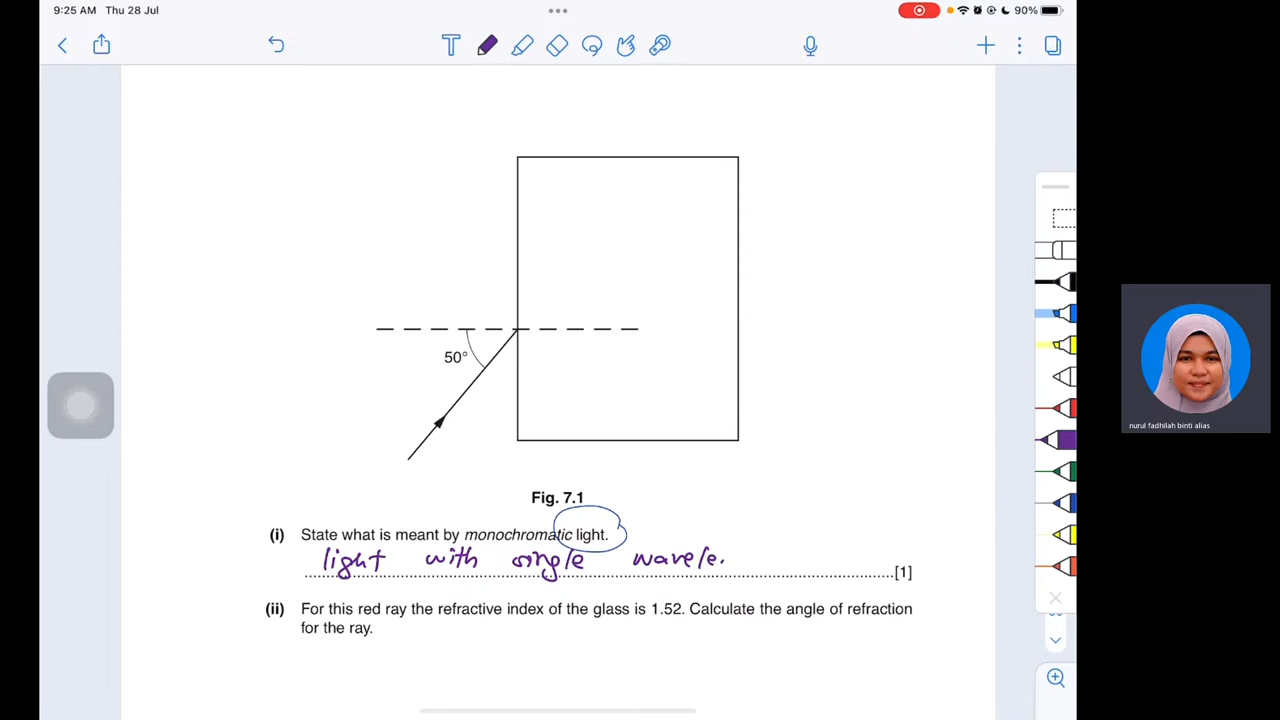 9:25 AM Thu 28 Jul
90%
50°
Fig. 7.1
(i) State what is meant by monochromatic light.
light with single wavele.
[1]
(ii) For this red ray the refractive index of the glass is 1.52. Calculate the angle of refraction
for the ray.
nurul fadhilah binti alias